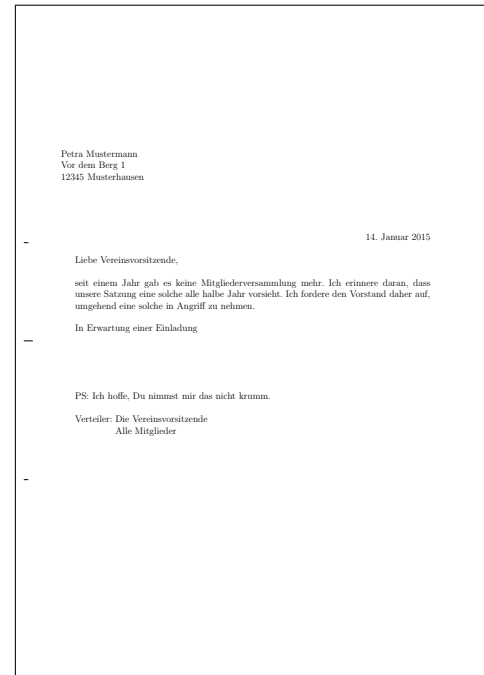 Petra Mustermann
Vor dem Berg 1
12345 Musterhausen
14. Januar 2015
Liebe Vereinsvorsitzende,
seit einem Jahr gab es keine Mitgliederversammlung mehr. Ich erinnere daran, dass
unsere Satzung eine solche alle halbe Jahr vorsieht. Ich fordere den Vorstand daher auf,
umgehend eine solche in Angriff zu nehmen.
In Erwartung einer Einladung
PS: Ich hoffe, Du nimmst mir das nicht krumm.
Verteiler: Die Vereinsvorsitzende
Alle Mitglieder